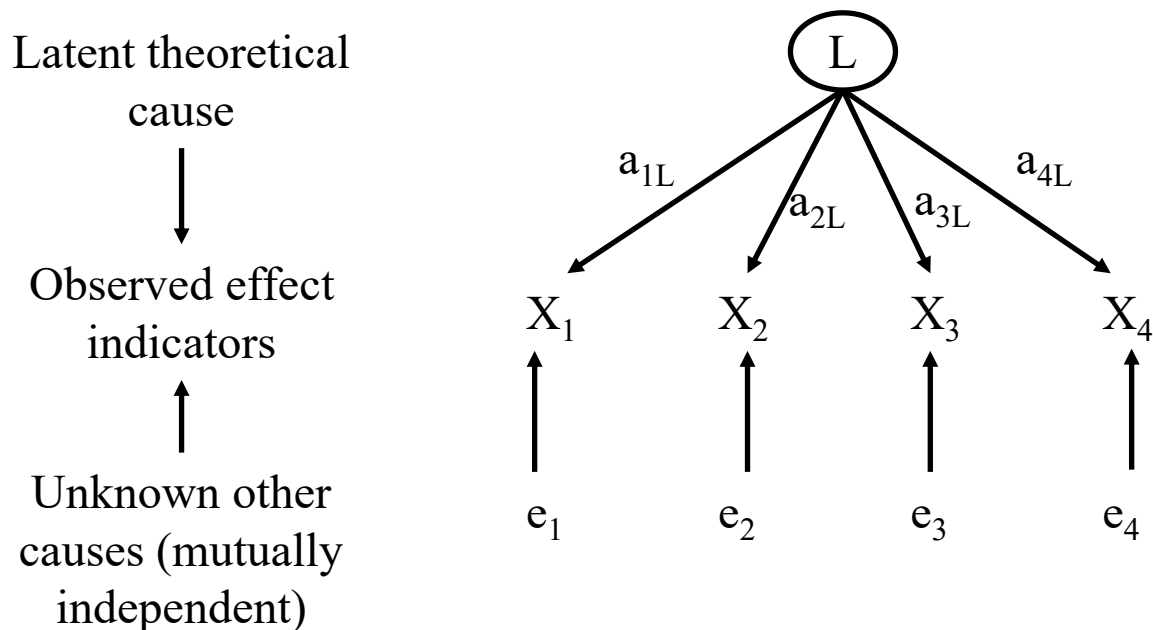 Latent theoretical
cause
Observed effect
indicators
Unknown other
causes (mutually
independent)
L
a₁L
a₂L
a₃L
a₄L
X₁
X₂
X₃
X₄
e₁
e₂
e₃
e₄